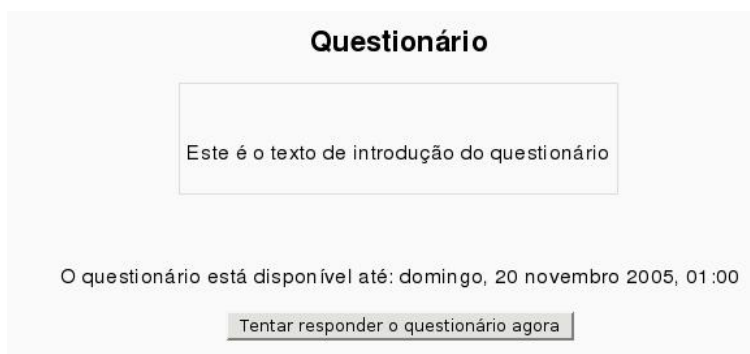 Questionário
Este é o texto de introdução do questionário
O questionário está disponível até: domingo, 20 novembro 2005, 01:00
Tentar responder o questionário agora